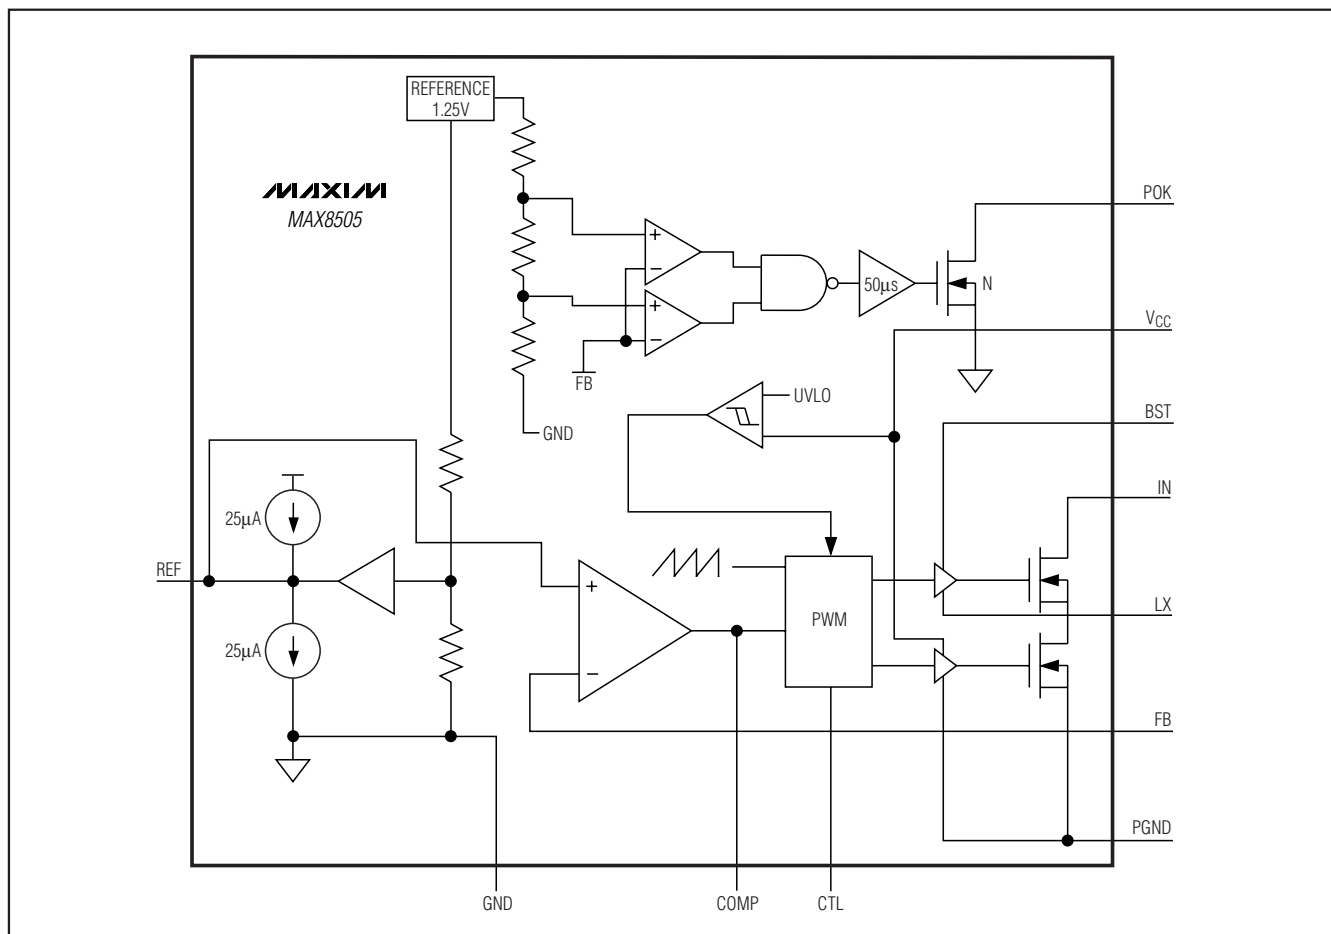 REFERENCE
1.25V
MAXIM
MAX8505
POK
+
−
50µs
N
+
−
VCC
FB
UVLO
BST
GND
IN
25µA
REF
+
PWM
LX
25µA
−
FB
PGND
GND
COMP
CTL